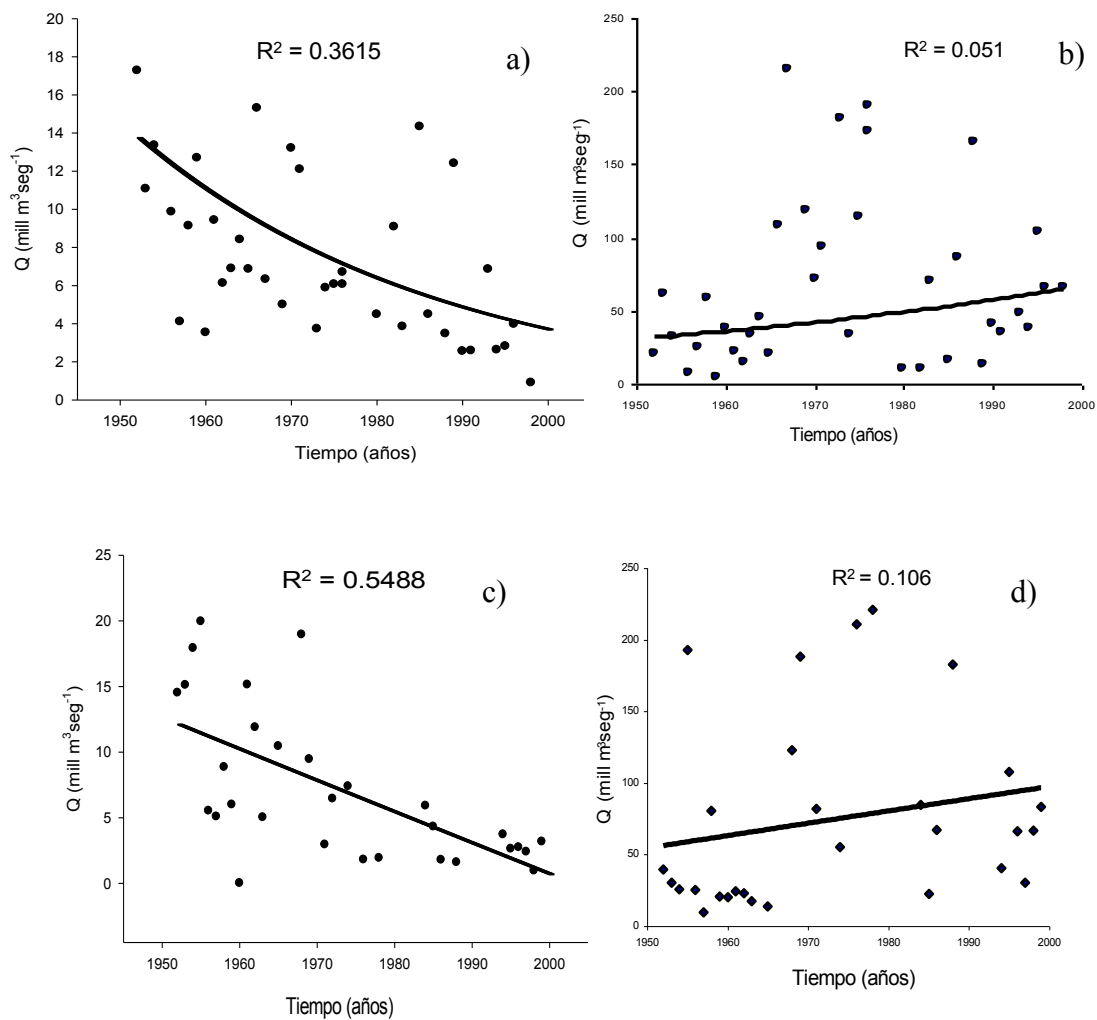 R² = 0.3615
a)
20
18
16
14
12
10
8
6
4
2
0
Q (mill m³seg⁻¹)
1950 1960 1970 1980 1990 2000
Tiempo (años)
R² = 0.051
b)
250
200
150
100
50
0
Q (mill m³seg⁻¹)
1950 1960 1970 1980 1990 2000
Tiempo (años)
R² = 0.5488
c)
25
20
15
10
5
0
Q (mill m³seg⁻¹)
1950 1960 1970 1980 1990 2000
Tiempo (años)
R² = 0.106
d)
250
200
150
100
50
0
Q (mill m³seg⁻¹)
1950 1960 1970 1980 1990 2000
Tiempo (años)